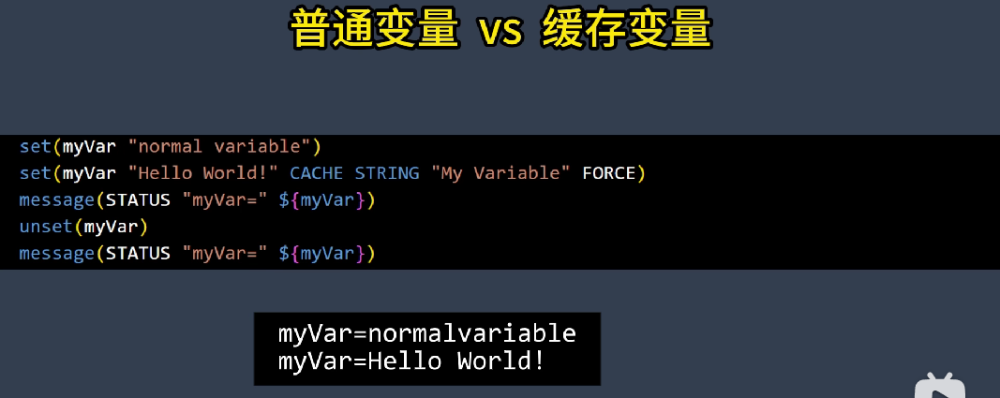 普通变量 vs 缓存变量
set(myVar "normal variable")
set(myVar "Hello World!" CACHE STRING "My Variable" FORCE)
message(STATUS "myVar=" ${myVar})
unset(myVar)
message(STATUS "myVar=" ${myVar})
myVar=normalvariable
myVar=Hello World!